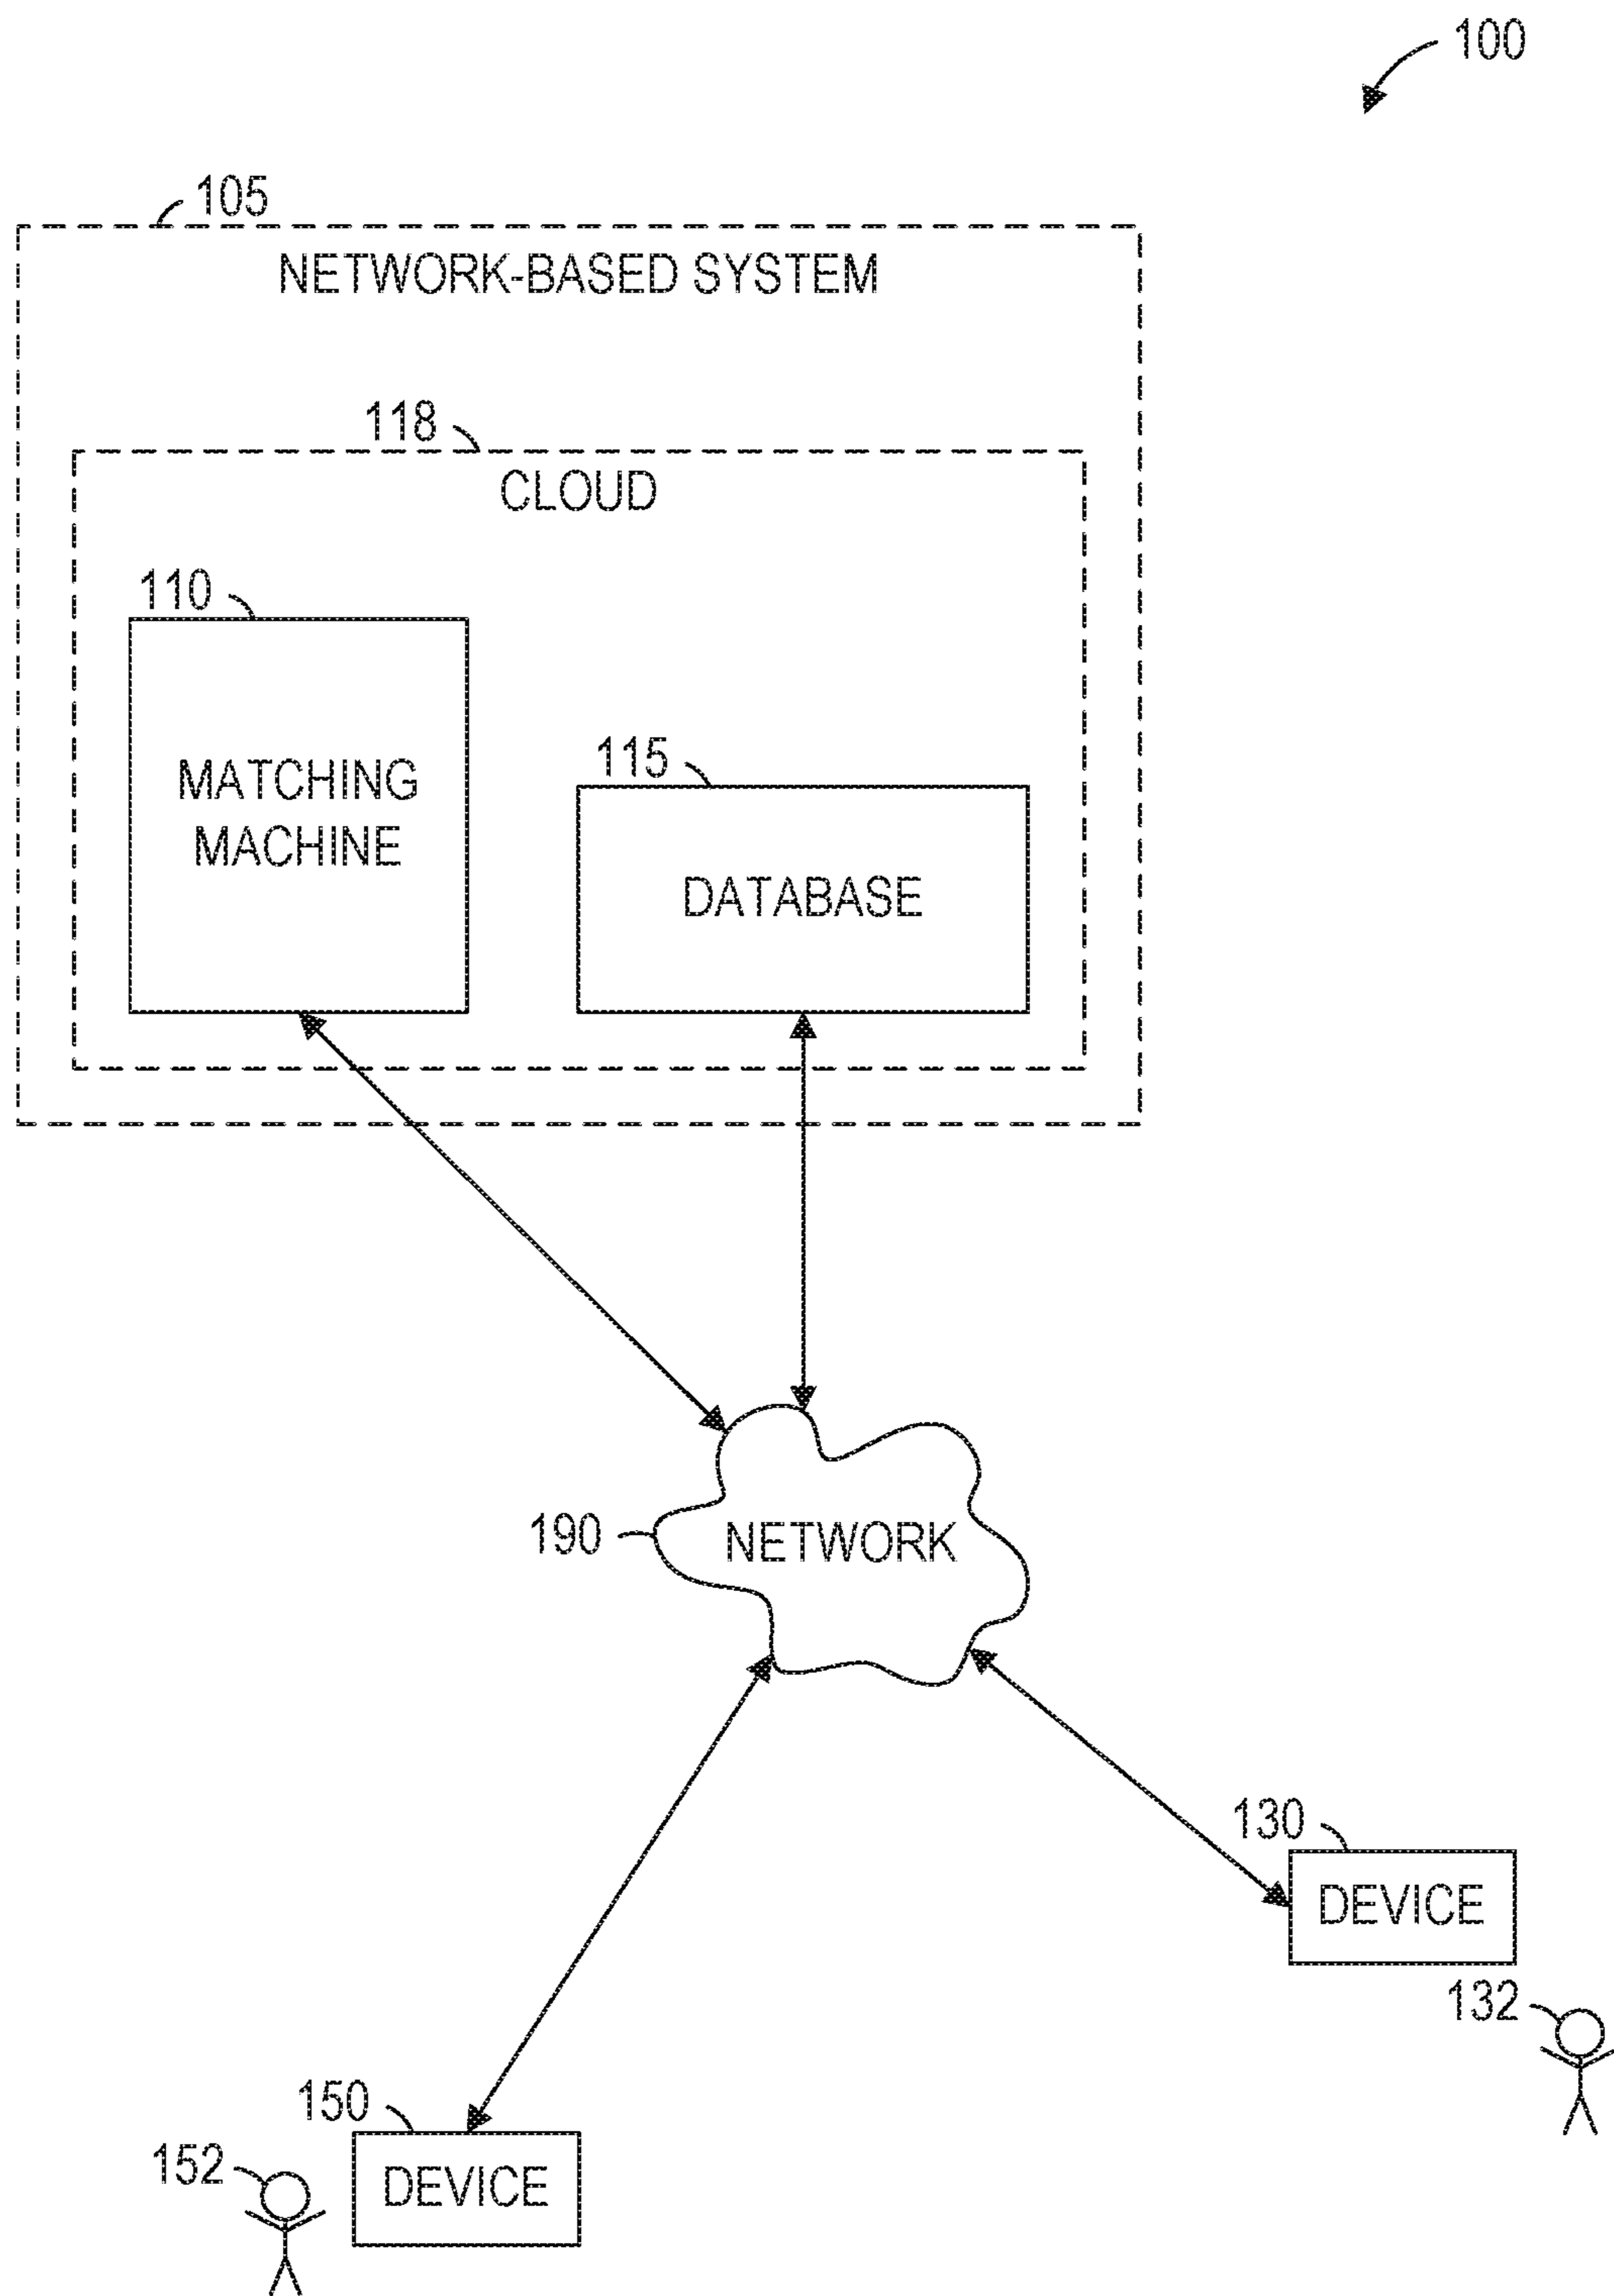 100
105
NETWORK-BASED SYSTEM
118
CLOUD
110
MATCHING
MACHINE
115
DATABASE
190
NETWORK
130
DEVICE
132
150
DEVICE
152